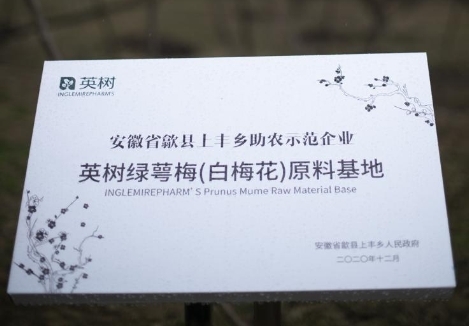 英树
INGLEMIREPHARM'S
安徽省歙县上丰乡助农示范企业
英树绿萼梅(白梅花)原料基地
INGLEMIREPHARM'S Prunus Mume Raw Material Base
安徽省歙县上丰乡人民政府
二〇二〇年十二月